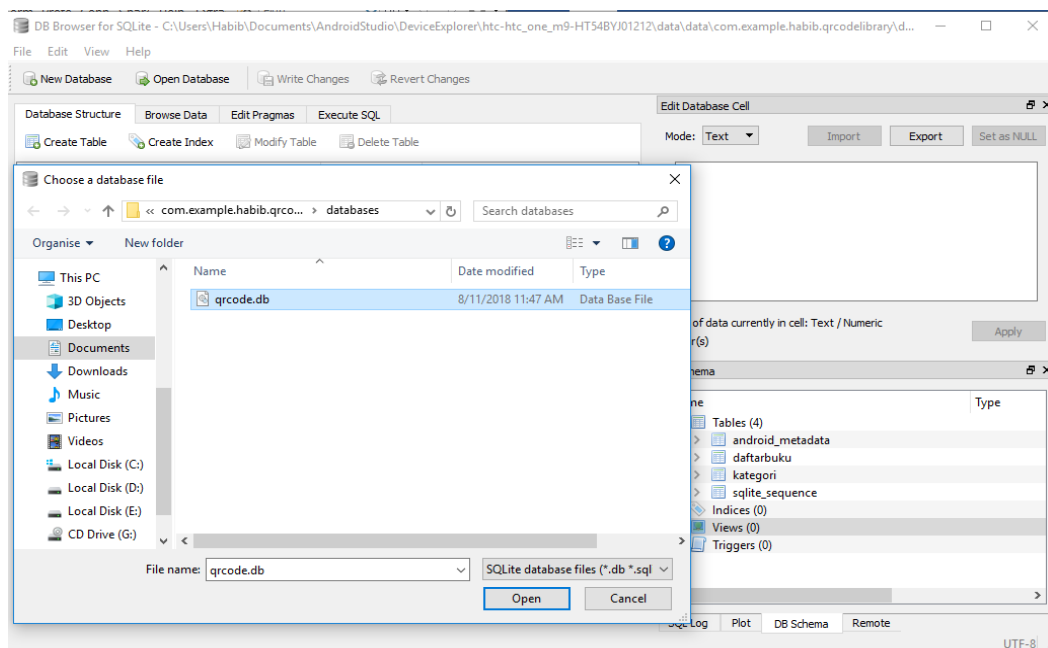 DB Browser for SQLite - C:\Users\Habib\Documents\AndroidStudio\DeviceExplorer\htc-htc_one_m9-HT54BYJ01212\data\data\com.example.habib.qrcodelibrary\d...
File Edit View Help
New Database Open Database Write Changes Revert Changes
Database Structure Browse Data Edit Pragmas Execute SQL
Create Table Create Index Modify Table Delete Table
Choose a database file
« com.example.habib.qrco... › databases
Search databases
Organise New folder
This PC
3D Objects
Desktop
Documents
Downloads
Music
Pictures
Videos
Local Disk (C:)
Local Disk (D:)
Local Disk (E:)
CD Drive (G:)
Name Date modified Type
qrcode.db 8/11/2018 11:47 AM Data Base File
File name: qrcode.db SQLite database files (*.db *.sql
Open Cancel
Edit Database Cell
Mode: Text Import Export Set as NULL
of data currently in cell: Text / Numeric
r(s)
Apply
Type
Tables (4)
android_metadata
daftarbuku
kategori
sqlite_sequence
Indices (0)
Views (0)
Triggers (0)
Log Plot DB Schema Remote
UTF-8